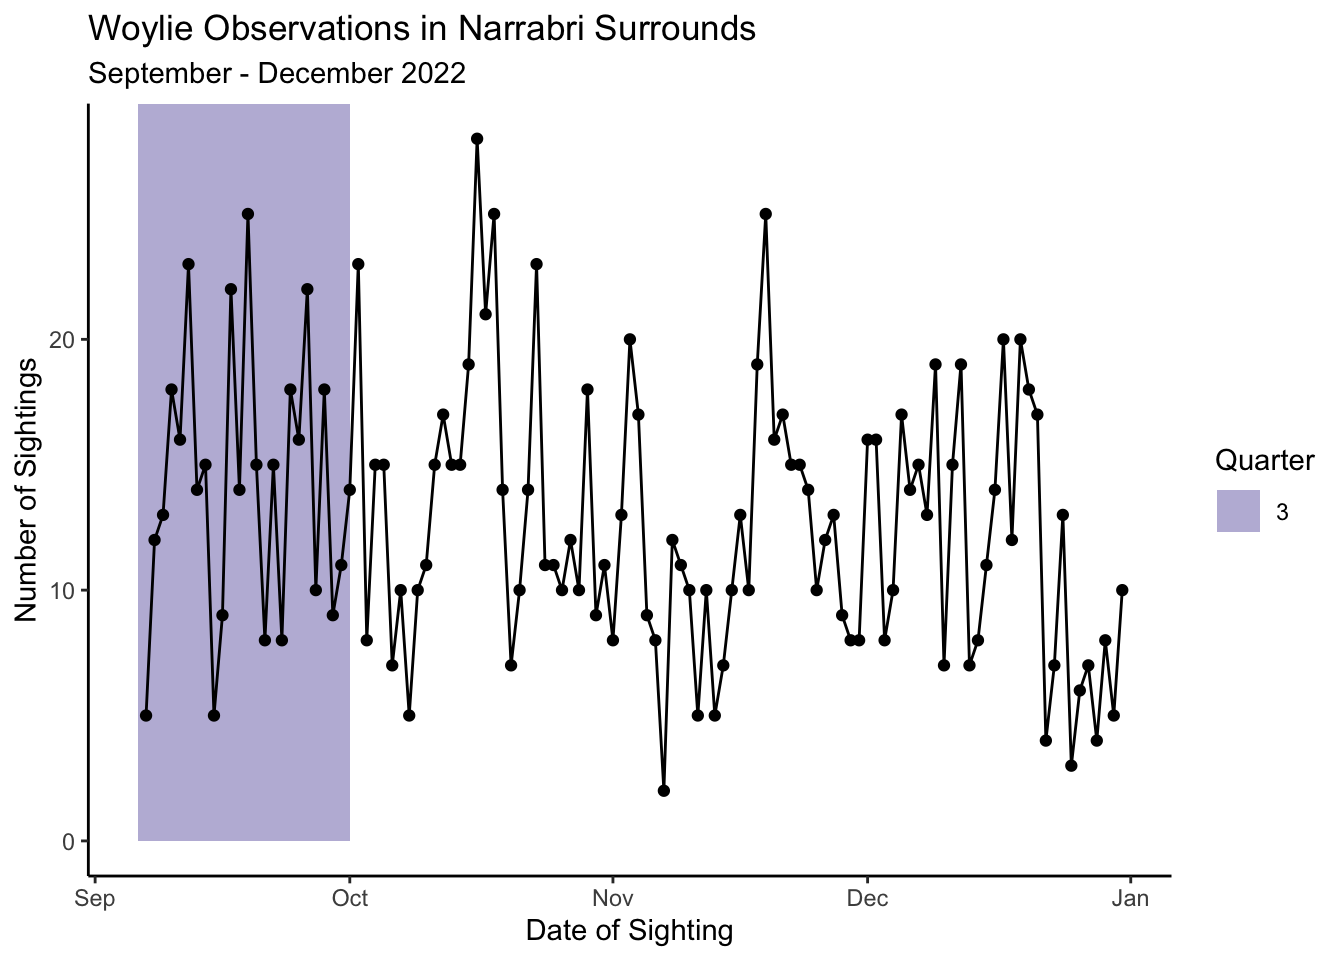 Woylie Observations in Narrabri Surrounds
September - December 2022
Number of Sightings
20
10
0
Sep Oct Nov Dec Jan
Date of Sighting
Quarter
3